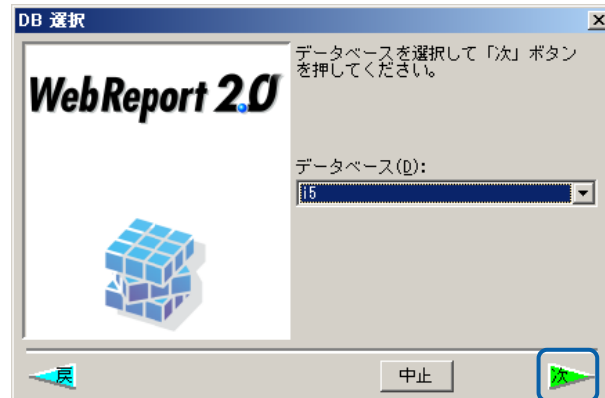 DB 選択
データベースを選択して「次」ボタン
を押してください。
WebReport 2.0
データベース(D):
i5
戻
中止
次